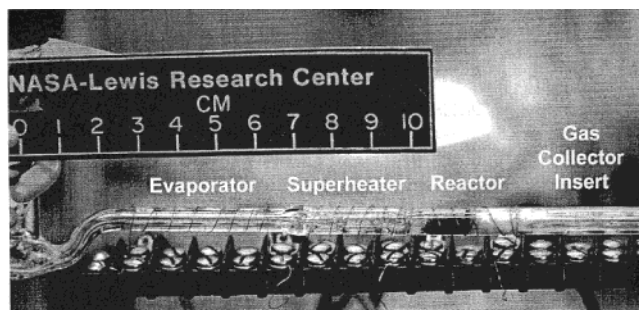 NASA-Lewis Research Center
CM
0 1 2 3 4 5 6 7 8 9 10
Evaporator Superheater Reactor
Gas
Collector
Insert